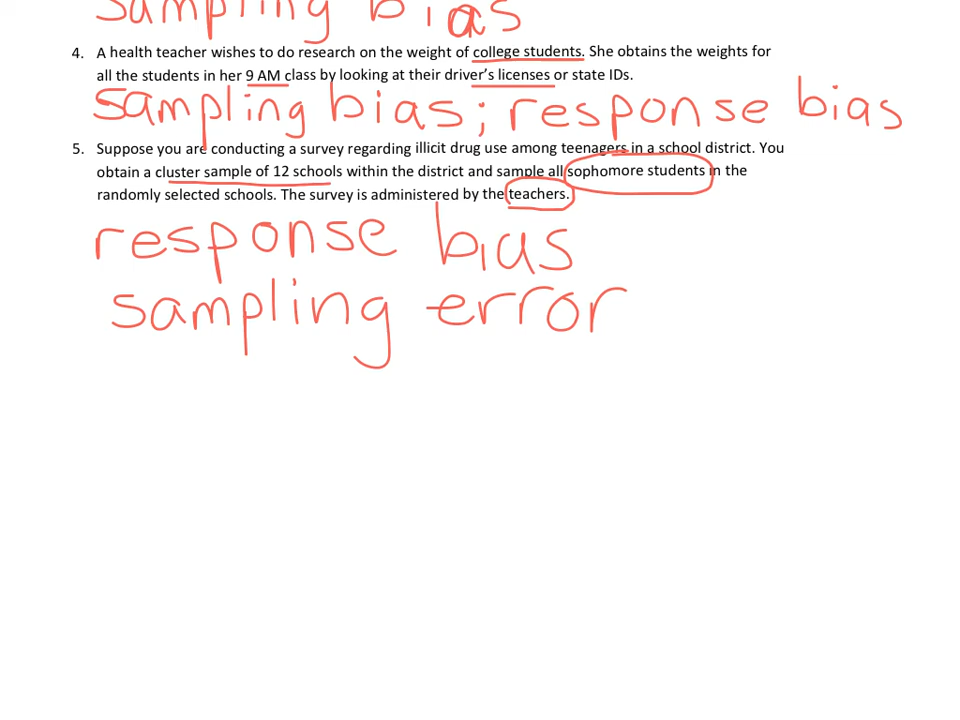 sampling bias
4. A health teacher wishes to do research on the weight of college students. She obtains the weights for
all the students in her 9 AM class by looking at their driver's licenses or state IDs.
sampling bias; response bias
5. Suppose you are conducting a survey regarding illicit drug use among teenagers in a school district. You
obtain a cluster sample of 12 schools within the district and sample all sophomore students in the
randomly selected schools. The survey is administered by the teachers.
response bias
sampling error